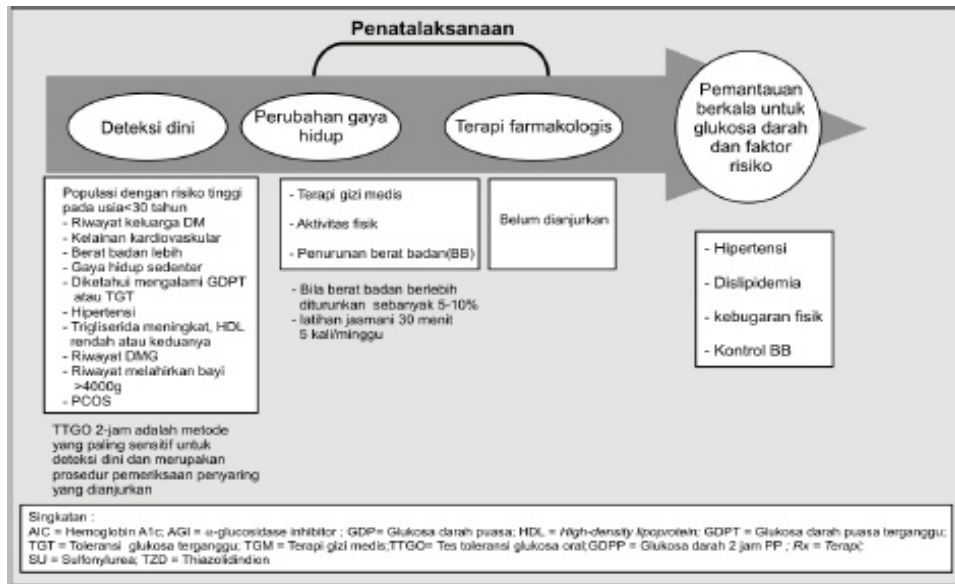 Penatalaksanaan
Deteksi dini
Perubahan gaya
hidup
Terapi farmakologis
Pemantauan
berkala untuk
glukosa darah
dan faktor
risiko
Populasi dengan risiko tinggi
pada usia<30 tahun
- Riwayat keluarga DM
- Kelainan kardiovaskular
- Berat badan lebih
- Gaya hidup sedenter
- Diketahui mengalami GDPT
atau TGT
- Hipertensi
- Trigliserida meningkat, HDL
rendah atau keduanya
- Riwayat DMG
- Riwayat melahirkan bayi
>4000g
- PCOS
TTGO 2-jam adalah metode
yang paling sensitif untuk
deteksi dini dan merupakan
prosedur pemeriksaan penyaring
yang dianjurkan
- Terapi gizi medis
- Aktivitas fisik
- Penurunan berat badan(BB)
- Bila berat badan berlebih
diturunkan sebanyak 5-10%
- latihan jasmani 30 menit
5 kali/minggu
Belum dianjurkan
- Hipertensi
- Dislipidemia
- kebugaran fisik
- Kontrol BB
Singkatan :
AIC = Hemoglobin A1c; AGI = α-glucosidase inhibitor ; GDP= Glukosa darah puasa; HDL = High-density lipoprotein; GDPT = Glukosa darah puasa terganggu;
TGT = Toleransi glukosa terganggu; TGM = Terapi gizi medis;TTGO= Tes toleransi glukosa oral;GDPP = Glukosa darah 2 jam PP ; Rx = Terapi;
SU = Sulfonylurea; TZD = Thiazolidindion